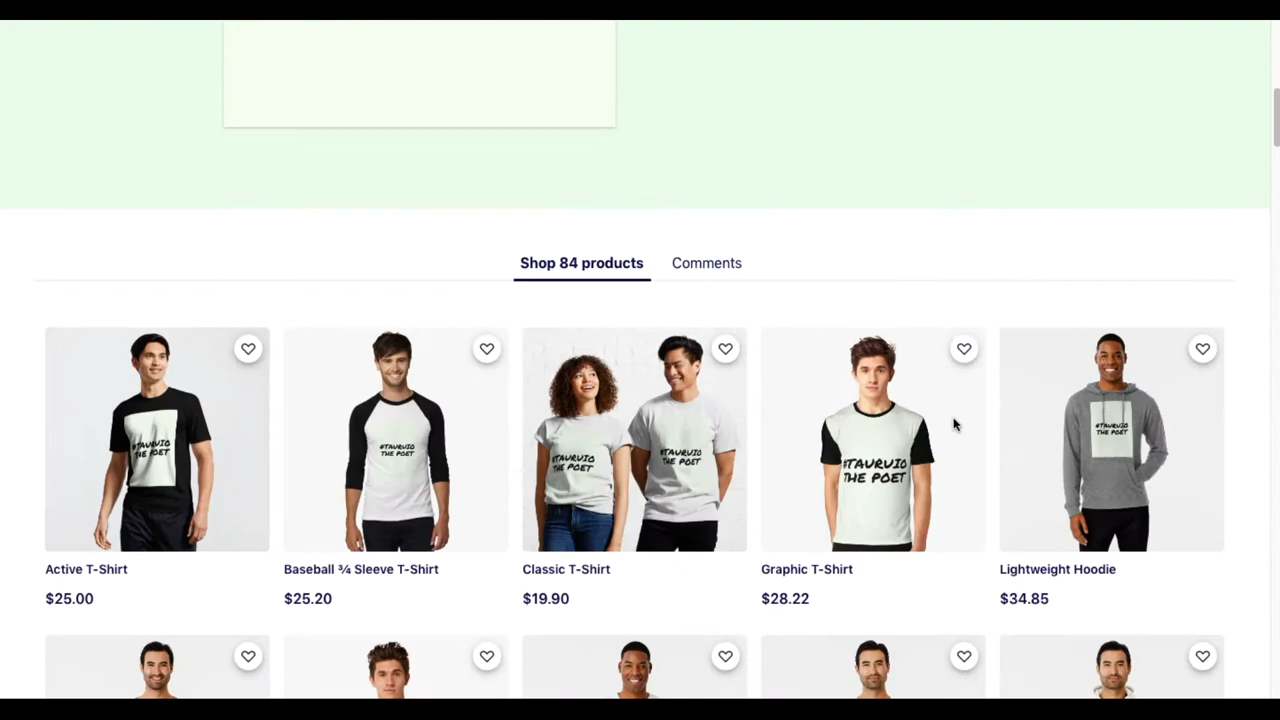 Shop 84 products Comments
#TAURUIO
THE POET
#TAURUIO
THE POET
#TAURUIO
THE POET
#TAURUIO
THE POET
#TAURUIO
THE POET
#TAURUIO
THE POET
Active T-Shirt
$25.00
Baseball ¾ Sleeve T-Shirt
$25.20
Classic T-Shirt
$19.90
Graphic T-Shirt
$28.22
Lightweight Hoodie
$34.85